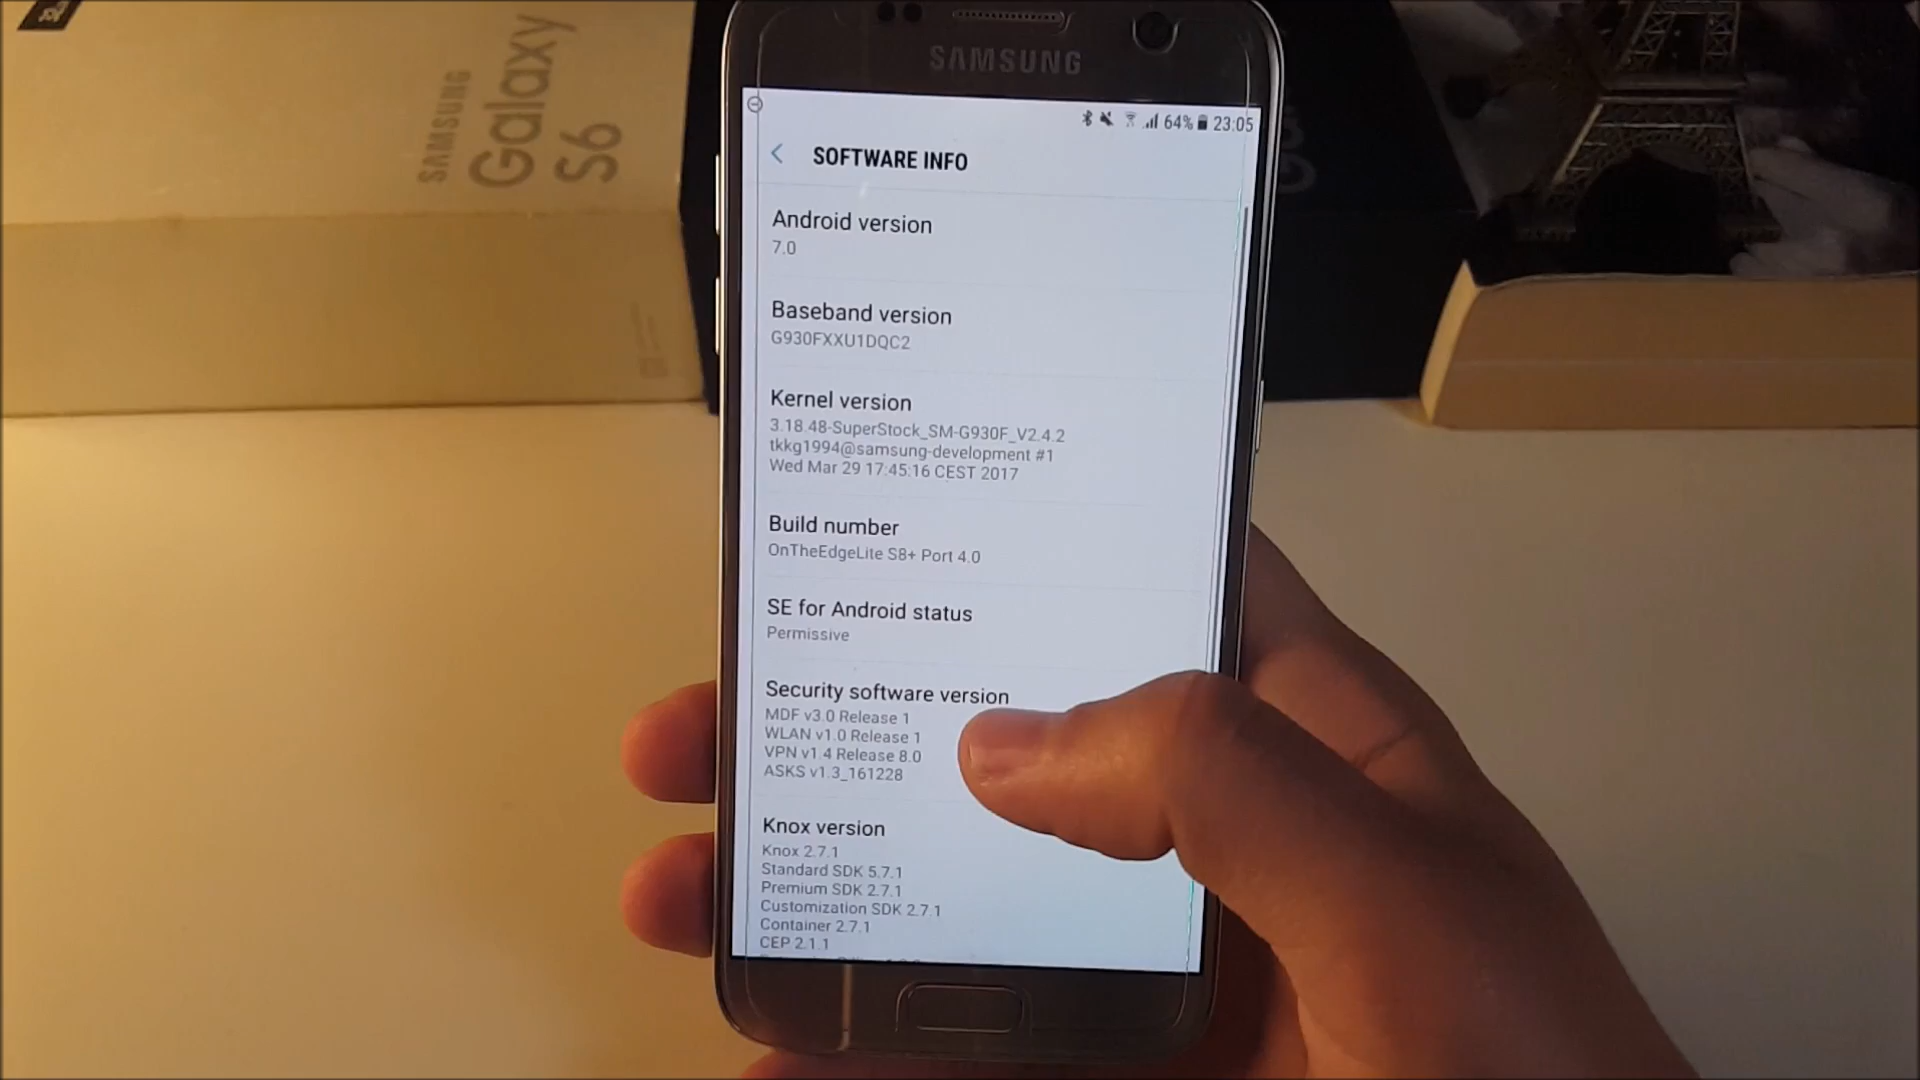 SAMSUNG
Galaxy
S6
SAMSUNG
64% 23:05
SOFTWARE INFO
Android version
7.0
Baseband version
G930FXXU1DQC2
Kernel version
3.18.48-SuperStock_SM-G930F_V2.4.2
tkkg1994@samsung-development #1
Wed Mar 29 17:45:16 CEST 2017
Build number
OnTheEdgeLite S8+ Port 4.0
SE for Android status
Permissive
Security software version
MDF v3.0 Release 1
WLAN v1.0 Release 1
VPN v1.4 Release 8.0
ASKS v1.3_161228
Knox version
Knox 2.7.1
Standard SDK 5.7.1
Premium SDK 2.7.1
Customization SDK 2.7.1
Container 2.7.1
CEP 2.1.1